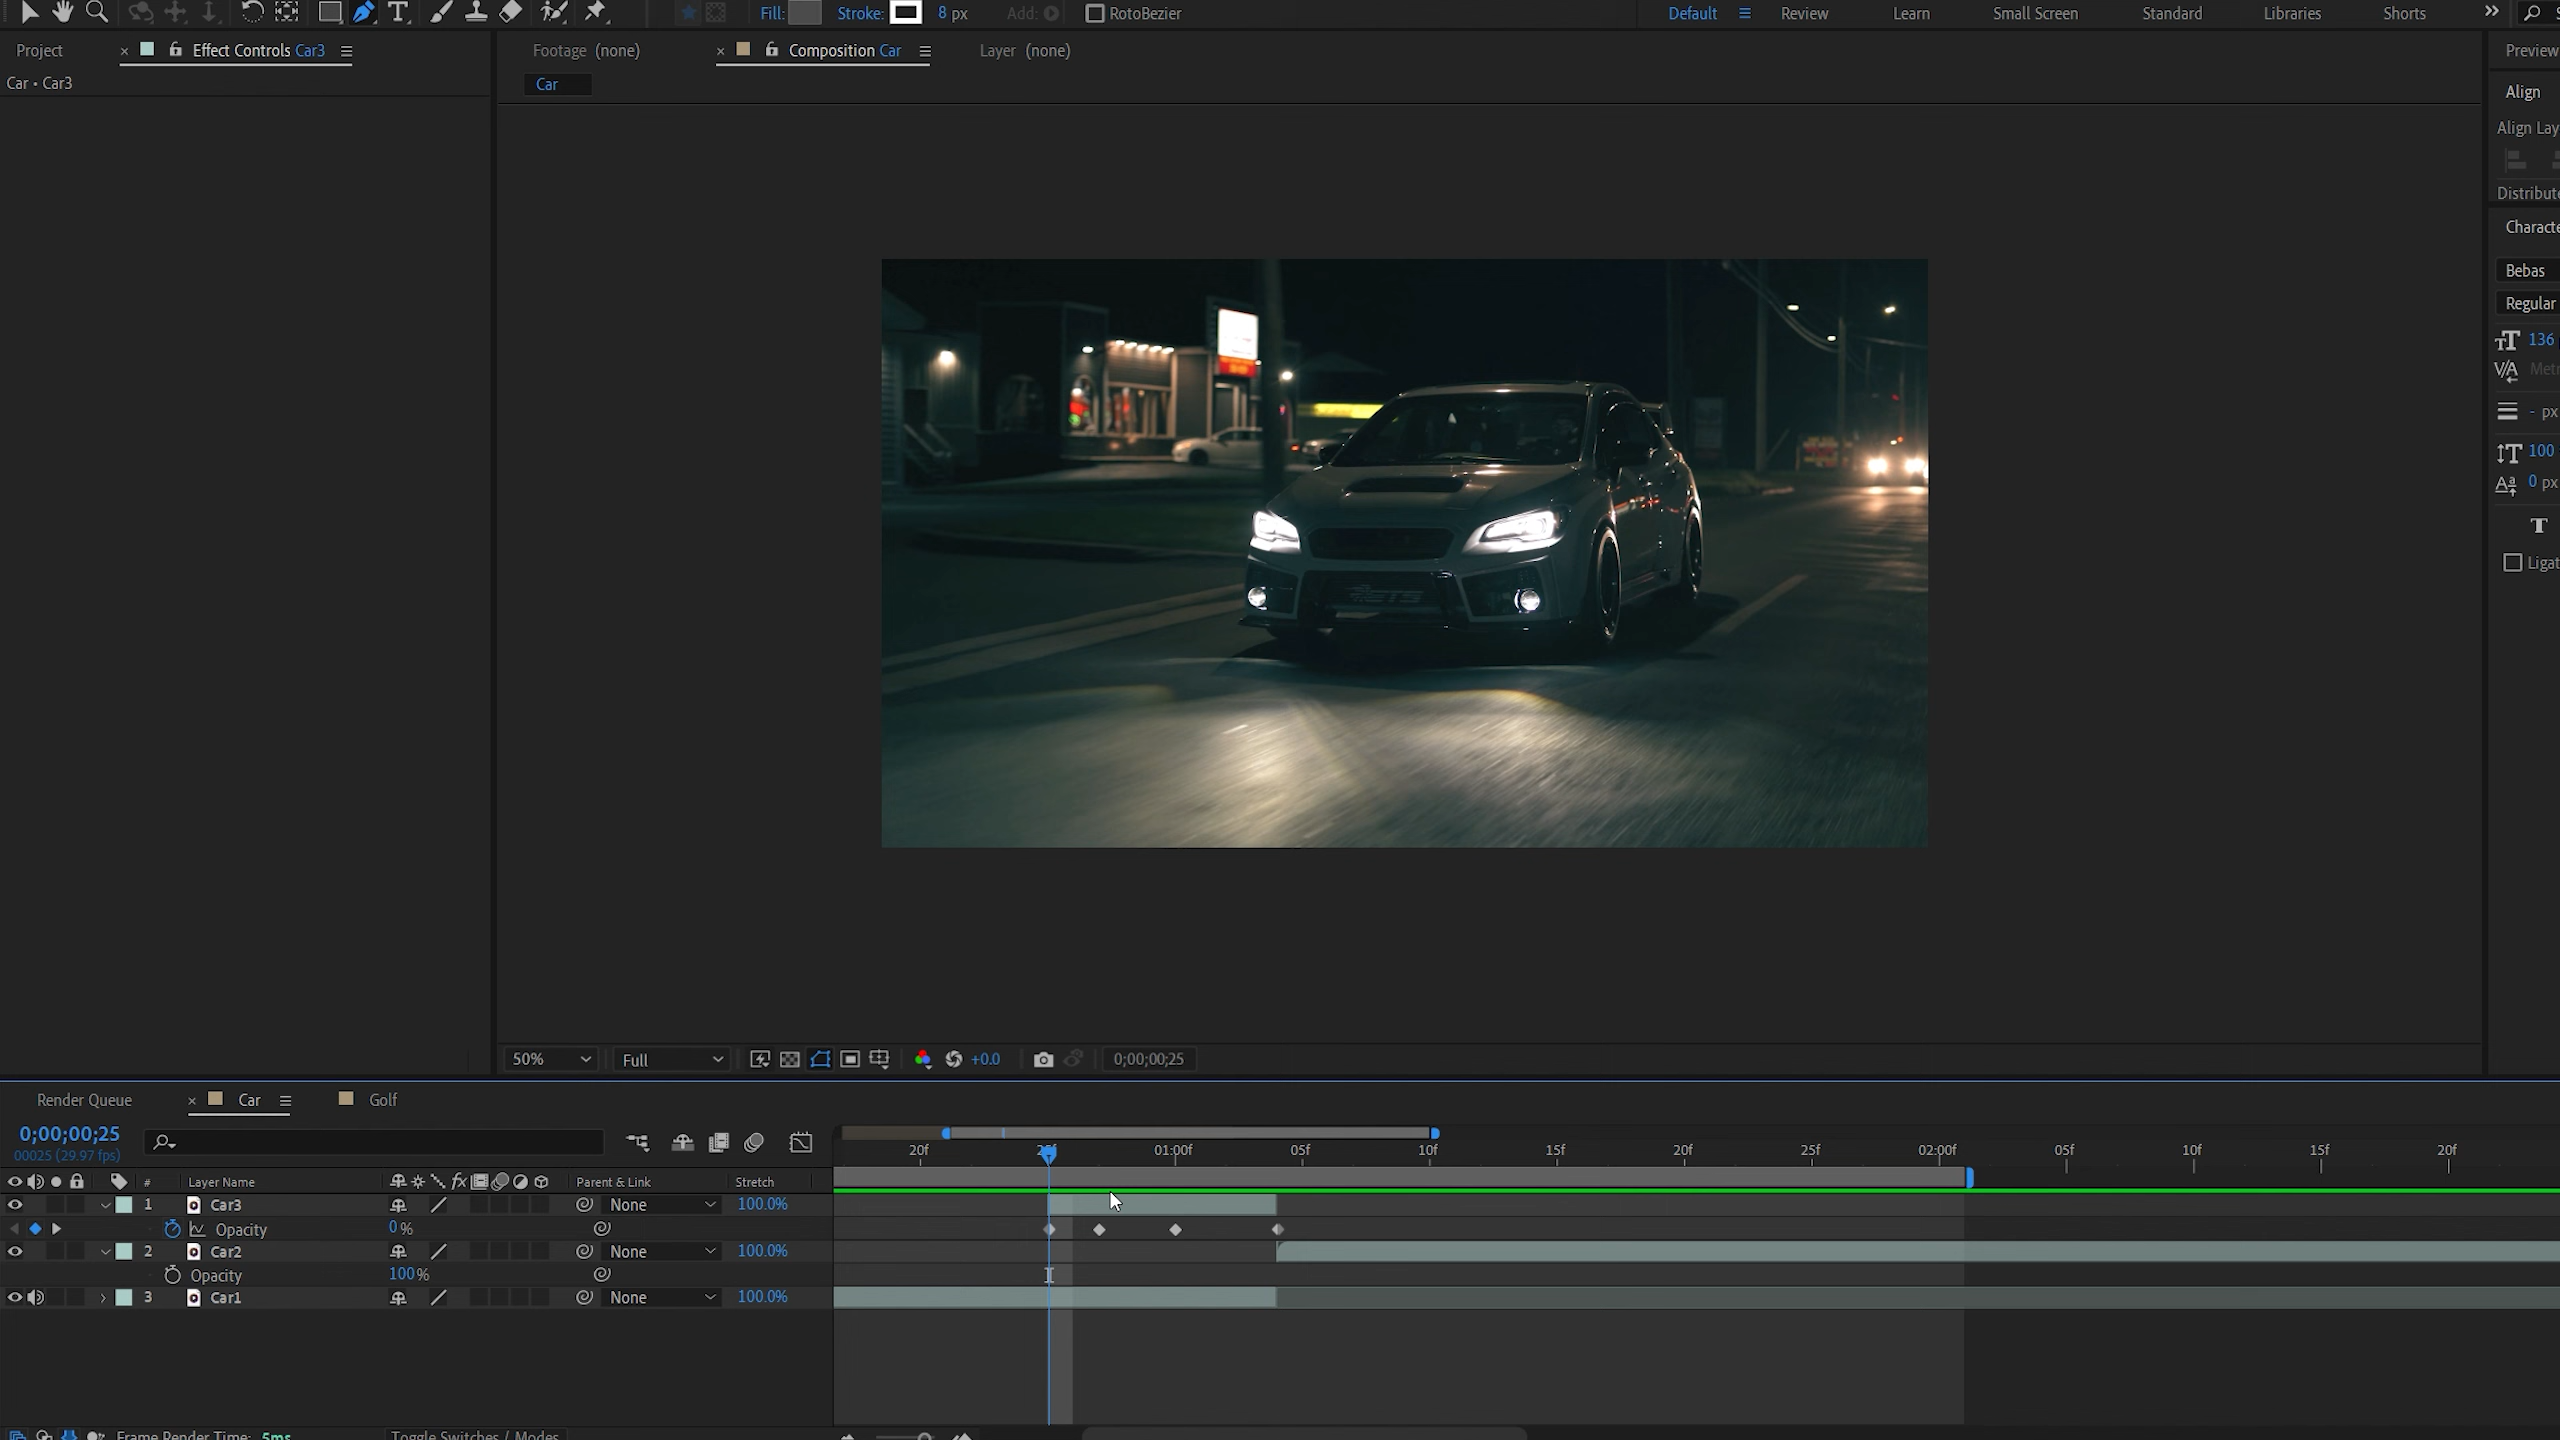 Fill: Stroke: 8 px Add: RotoBezier Default Review Learn Small Screen Standard Libraries Shorts
Project × Effect Controls Car3 Footage (none) × Composition Car Layer (none) Preview
Car • Car3 Car Align
Align Lay
Distribute
Characte
Bebas
Regular
136
Metr
- px
100
0 px
T
Ligat
50% Full +0.0 0;00;00;25
Render Queue × Car Golf
0;00;00;25
00025 (29.97 fps)
20f 01:00f 05f 10f 15f 20f 25f 02:00f 05f 10f 15f 20f
# Layer Name fx Parent & Link Stretch
1 Car3 None 100.0%
Opacity 0%
2 Car2 None 100.0%
Opacity 100%
3 Car1 None 100.0%
Frame Render Time: 5ms Toggle Switches / Modes